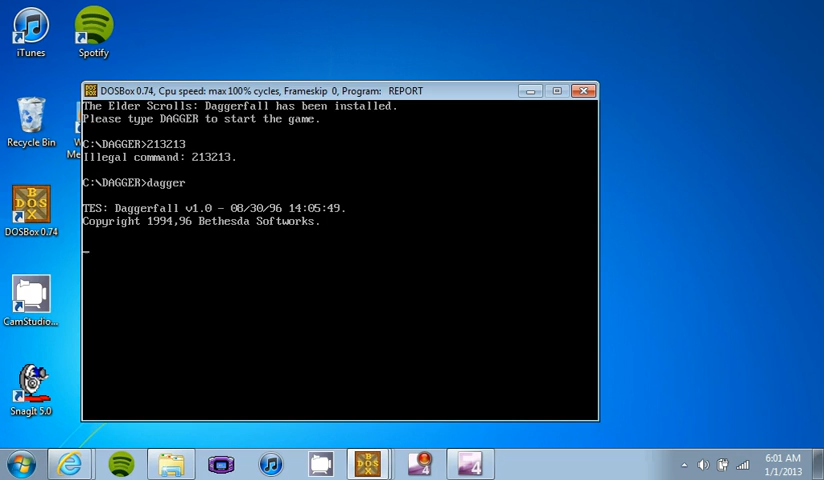 iTunes
Spotify
DOSBox 0.74, Cpu speed: max 100% cycles, Frameskip 0, Program: REPORT
The Elder Scrolls: Daggerfall has been installed.
Please type DAGGER to start the game.
Recycle Bin
C:\DAGGER>213213
Illegal command: 213213.
C:\DAGGER>dagger
TES: Daggerfall v1.0 - 08/30/96 14:05:49.
Copyright 1994,96 Bethesda Softworks.
_
DOSBox 0.74
CamStudio...
SnagIt 5.0
6:01 AM
1/1/2013